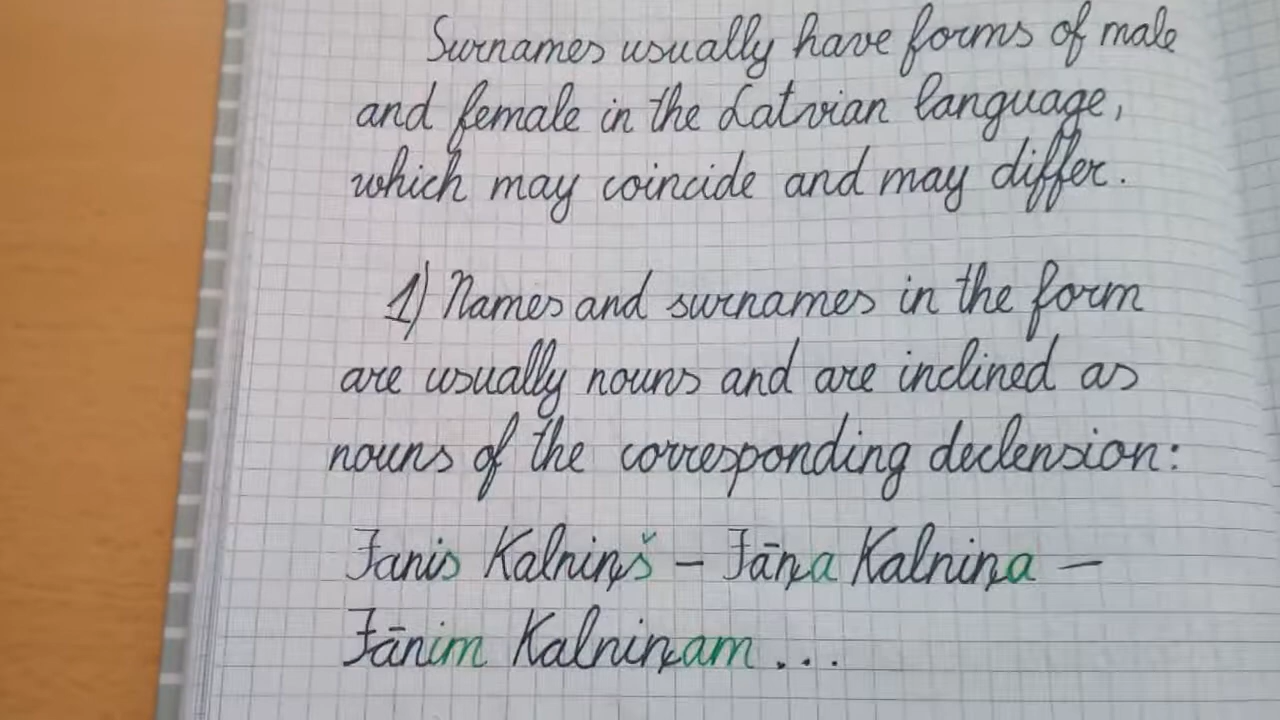 Surnames usually have forms of male
and female in the Latvian language,
which may coincide and may differ.
1) Names and surnames in the form
are usually nouns and are inclined as
nouns of the corresponding declension:
Janis Kalniņš – Jāņa Kalniņa –
Jānim Kalniņam ...